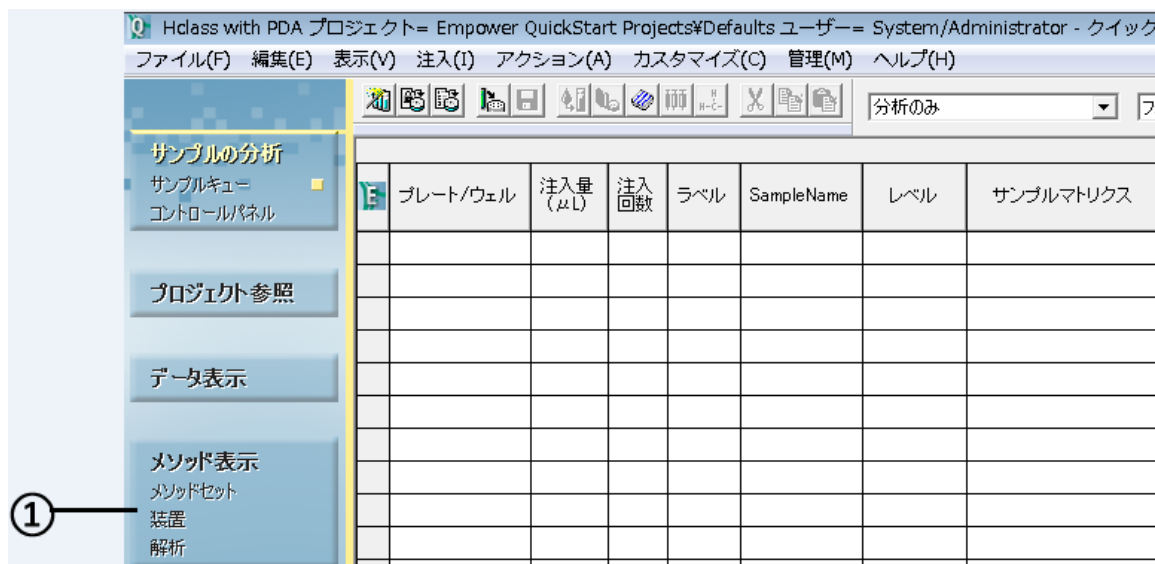 Hclass with PDA プロジェクト= Empower QuickStart Projects¥Defaults ユーザー= System/Administrator - クイック
ファイル(F) 編集(E) 表示(V) 注入(I) アクション(A) カスタマイズ(C) 管理(M) ヘルプ(H)
分析のみ
サンプルの分析
サンプルキュー
コントロールパネル
プロジェクト参照
データ表示
メソッド表示
メソッドセット
装置
解析
①
プレート/ウェル
注入量
(μL)
注入
回数
ラベル
SampleName
レベル
サンプルマトリクス